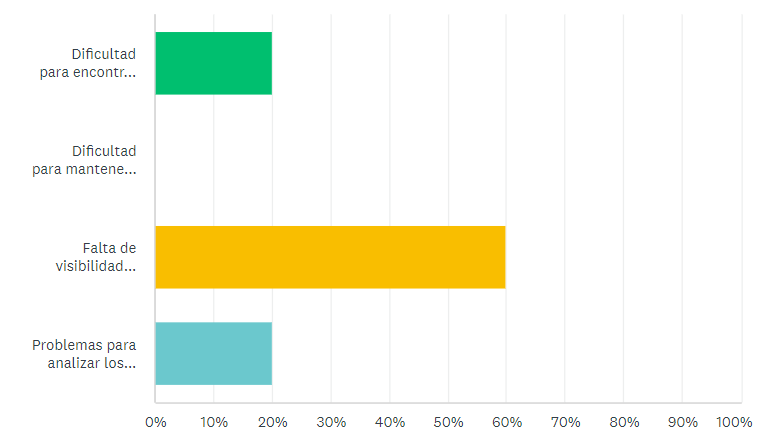 Dificultad
para encontr...
Dificultad
para mantene...
Falta de
visibilidad...
Problemas para
analizar los...
0% 10% 20% 30% 40% 50% 60% 70% 80% 90% 100%